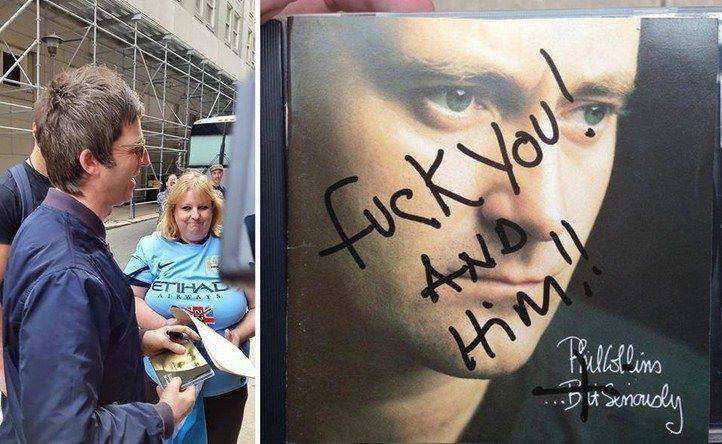 ETIHAD
AIRWAYS
FUCK YOU!
AND
HIM!!
Phil Collins
...But Seriously